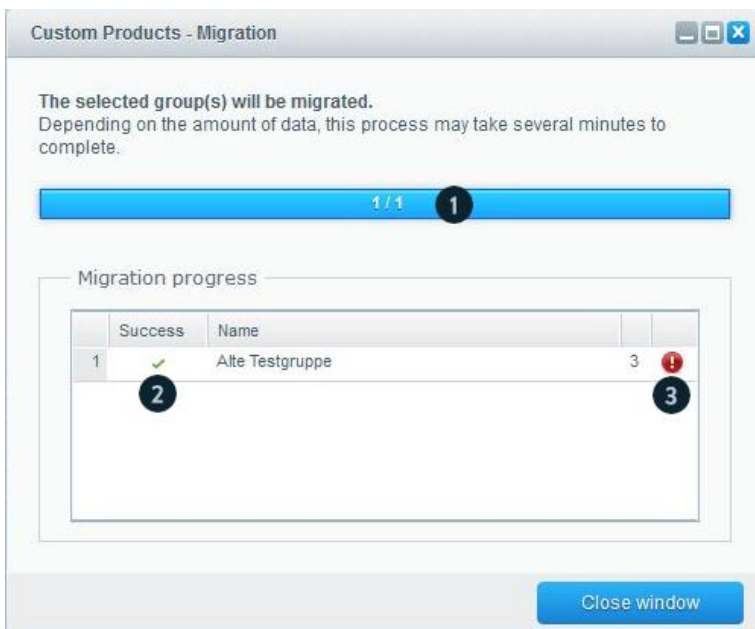 Custom Products - Migration
The selected group(s) will be migrated.
Depending on the amount of data, this process may take several minutes to
complete.
1 / 1 1
Migration progress
Success Name
1 Alte Testgruppe 3
2 3
Close window